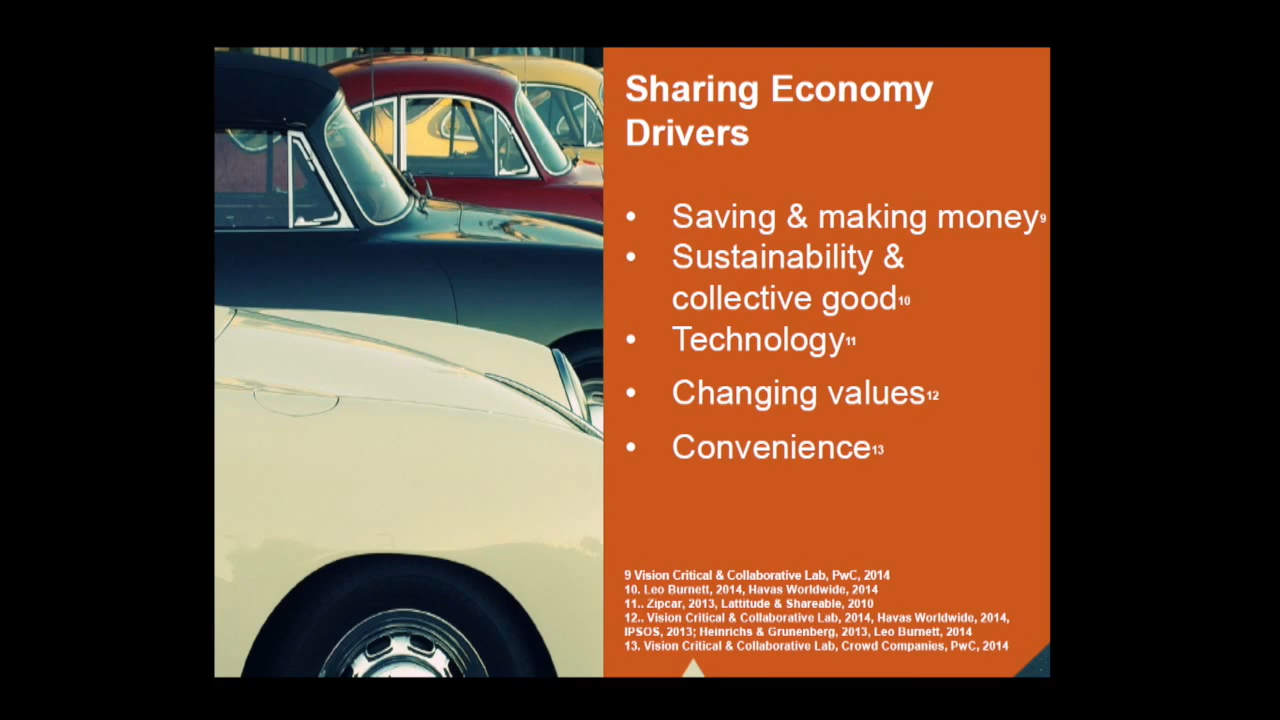 Sharing Economy
Drivers
• Saving & making money9
• Sustainability &
collective good10
• Technology11
• Changing values12
• Convenience13
9 Vision Critical & Collaborative Lab, PwC, 2014
10. Leo Burnett, 2014, Havas Worldwide, 2014
11.. Zipcar, 2013, Lattitude & Shareable, 2010
12.. Vision Critical & Collaborative Lab, 2014, Havas Worldwide, 2014,
IPSOS, 2013; Heinrichs & Grunenberg, 2013, Leo Burnett, 2014
13. Vision Critical & Collaborative Lab, Crowd Companies, PwC, 2014